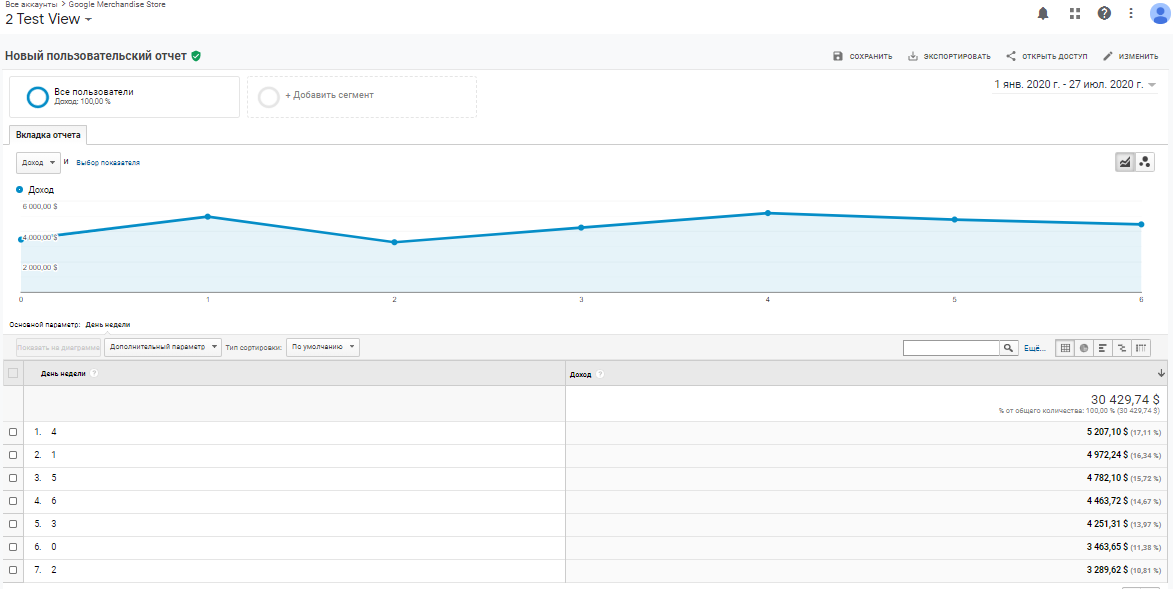 Все аккаунты > Google Merchandise Store
2 Test View
Новый пользовательский отчет
СОХРАНИТЬ ЭКСПОРТИРОВАТЬ ОТКРЫТЬ ДОСТУП ИЗМЕНИТЬ
1 янв. 2020 г. - 27 июл. 2020 г.
Все пользователи
Доход: 100,00 %
+ Добавить сегмент
Вкладка отчета
Доход и Выбор показателя
Доход
6 000,00 $
4 000,00 $
2 000,00 $
0 1 2 3 4 5 6
Основной параметр: День недели
Показать на диаграмме Дополнительный параметр Тип сортировки: По умолчанию Ещё...
День недели Доход
30 429,74 $
% от общего количества: 100,00 % (30 429,74 $)
1. 4 5 207,10 $ (17,11 %)
2. 1 4 972,24 $ (16,34 %)
3. 5 4 782,10 $ (15,72 %)
4. 6 4 463,72 $ (14,67 %)
5. 3 4 251,31 $ (13,97 %)
6. 0 3 463,65 $ (11,38 %)
7. 2 3 289,62 $ (10,81 %)